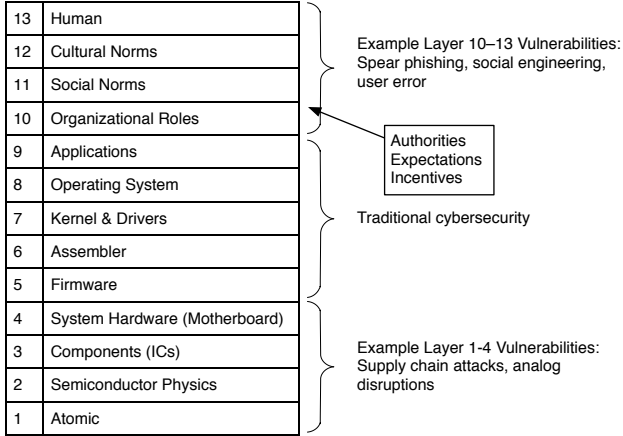 13 Human
12 Cultural Norms
11 Social Norms
10 Organizational Roles
9 Applications
8 Operating System
7 Kernel & Drivers
6 Assembler
5 Firmware
4 System Hardware (Motherboard)
3 Components (ICs)
2 Semiconductor Physics
1 Atomic
Example Layer 10–13 Vulnerabilities:
Spear phishing, social engineering,
user error
Authorities
Expectations
Incentives
Traditional cybersecurity
Example Layer 1-4 Vulnerabilities:
Supply chain attacks, analog
disruptions